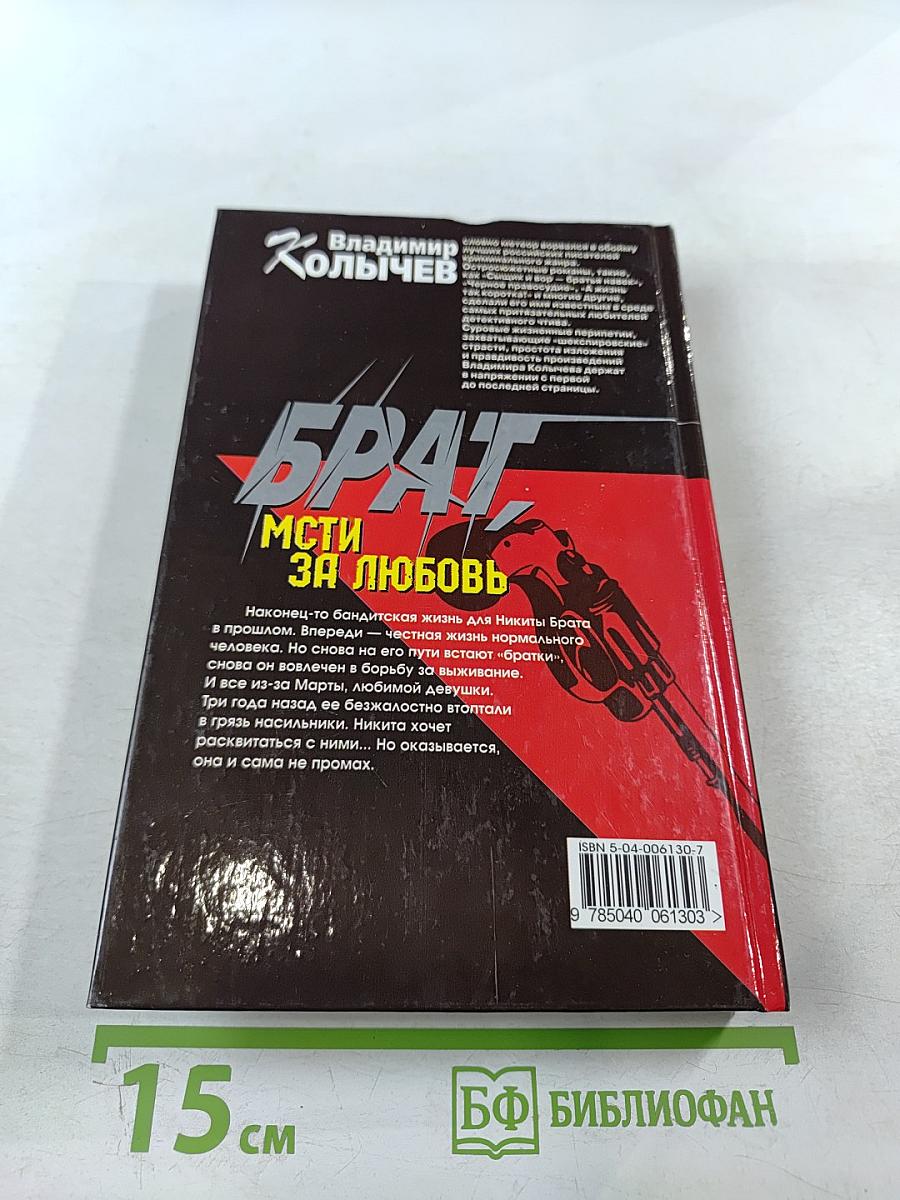 Владимир
Колычев
словно метеор ворвался в обойму
лучших российских писателей
криминального жанра.
Остросюжетные романы, такие,
как «Сыщик и вор — братья навек»,
«Черное правосудие», «А жизнь
так коротка!» и многие другие,
сделали его имя известным в среде
самых притязательных любителей
детективного чтива.
Суровые жизненные перипетии,
захватывающие «шекспировские»
страсти, простота изложения
и правдивость произведений
Владимира Колычева держат
в напряжении с первой
до последней страницы.
БРАТ,
МСТИ
ЗА ЛЮБОВЬ
Наконец-то бандитская жизнь для Никиты Брата
в прошлом. Впереди — честная жизнь нормального
человека. Но снова на его пути встают «братки»,
снова он вовлечен в борьбу за выживание.
И все из-за Марты, любимой девушки.
Три года назад ее безжалостно втоптали
в грязь насильники. Никита хочет
расквитаться с ними... Но оказывается,
она и сама не промах.
ISBN 5-04-006130-7
9 785040 061303 >
15 см
БФ БИБЛИОФАН